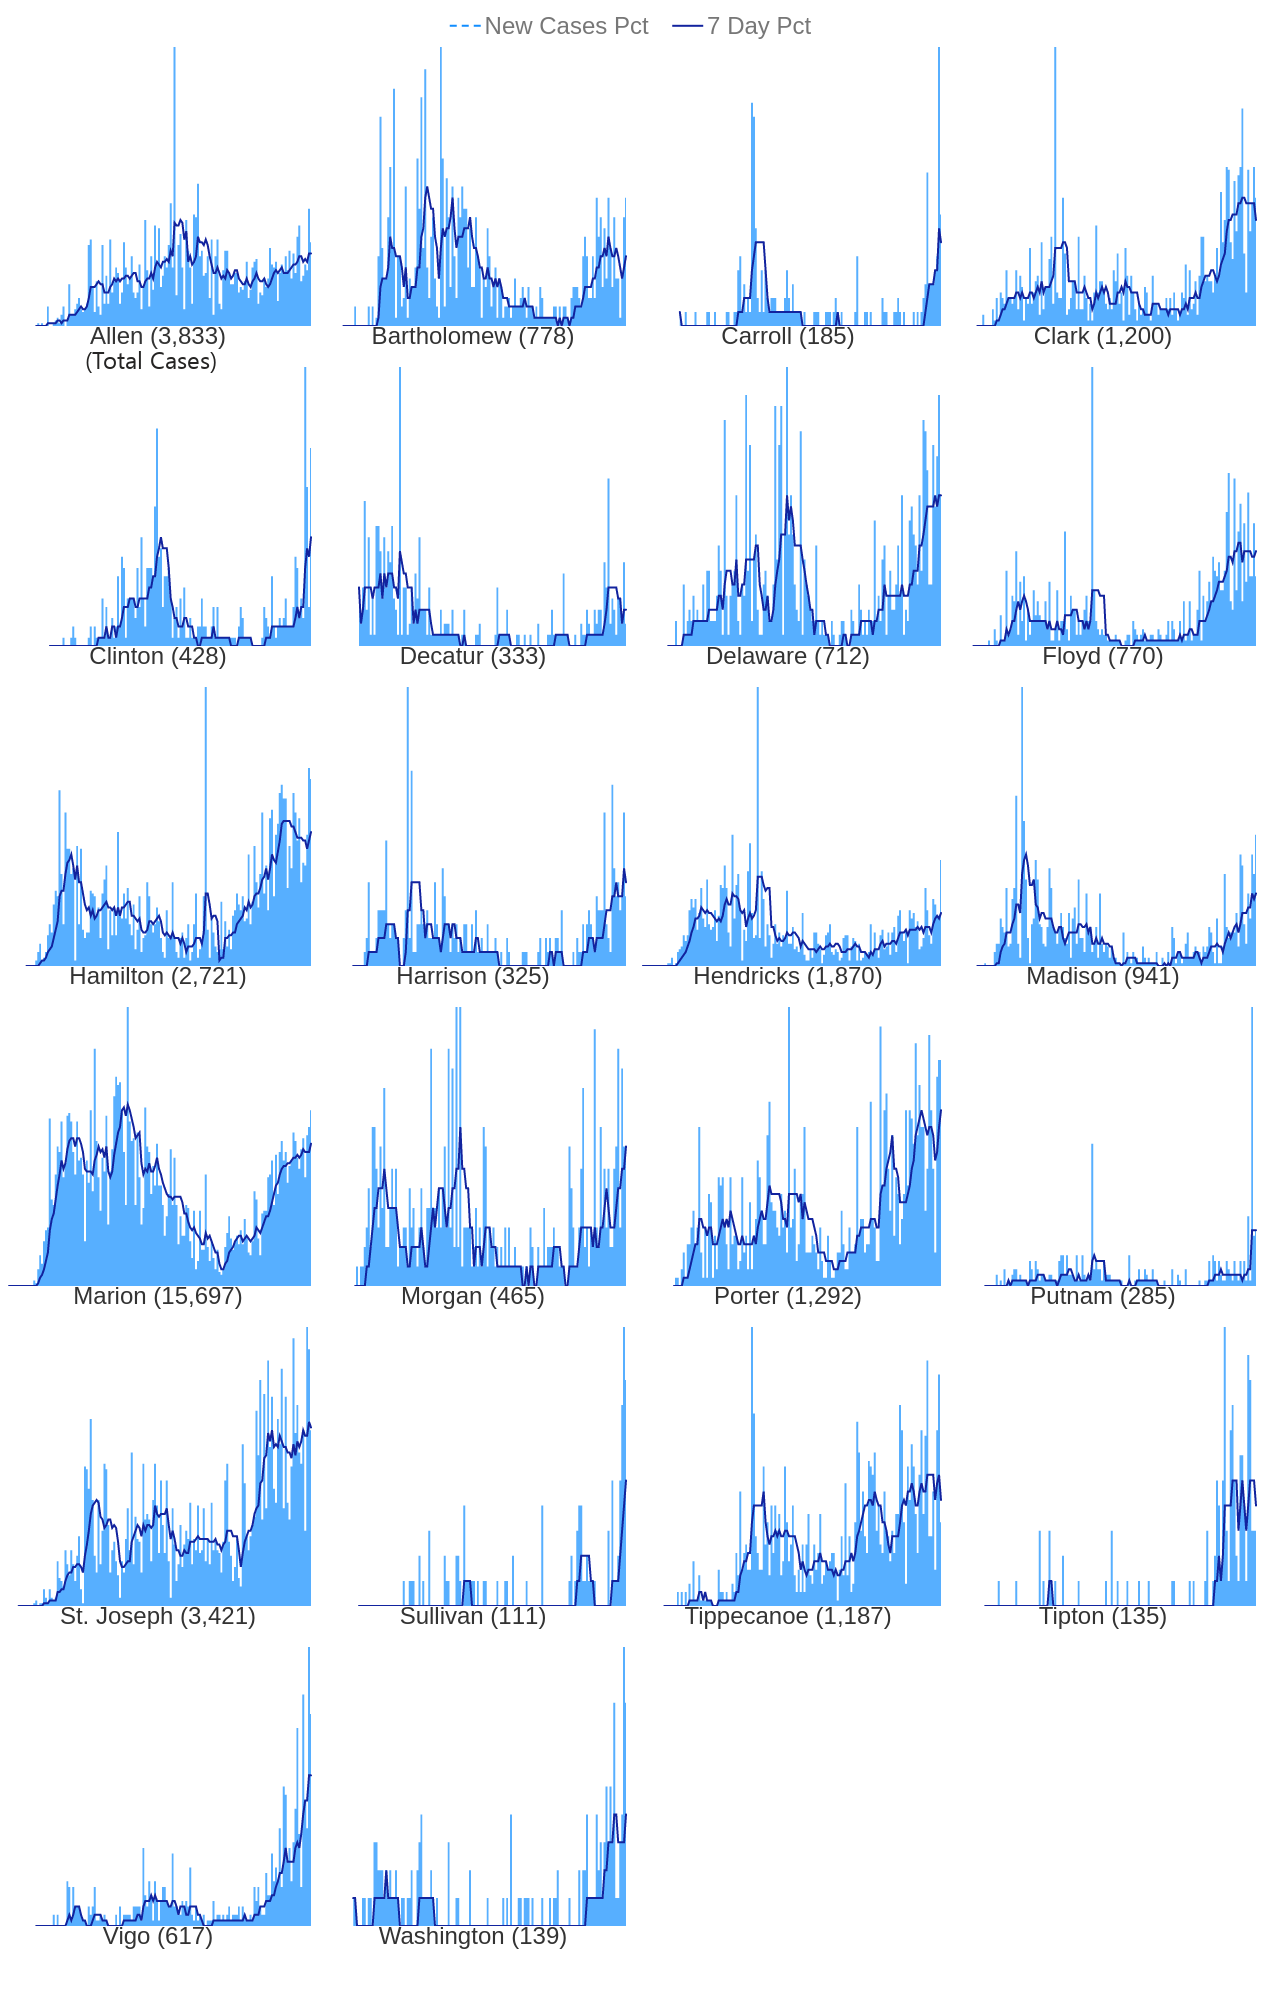 New Cases Pct 7 Day Pct
Allen (3,833) Bartholomew (778) Carroll (185) Clark (1,200)
(Total Cases)
Clinton (428) Decatur (333) Delaware (712) Floyd (770)
Hamilton (2,721) Harrison (325) Hendricks (1,870) Madison (941)
Marion (15,697) Morgan (465) Porter (1,292) Putnam (285)
St. Joseph (3,421) Sullivan (111) Tippecanoe (1,187) Tipton (135)
Vigo (617) Washington (139)